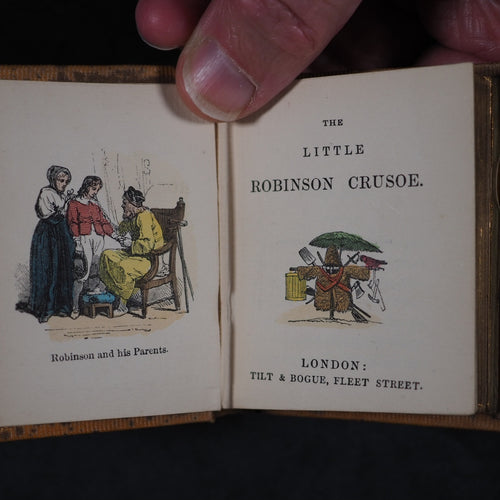 Robinson and his Parents.
THE
LITTLE
ROBINSON CRUSOE.
LONDON:
TILT & BOGUE, FLEET STREET.